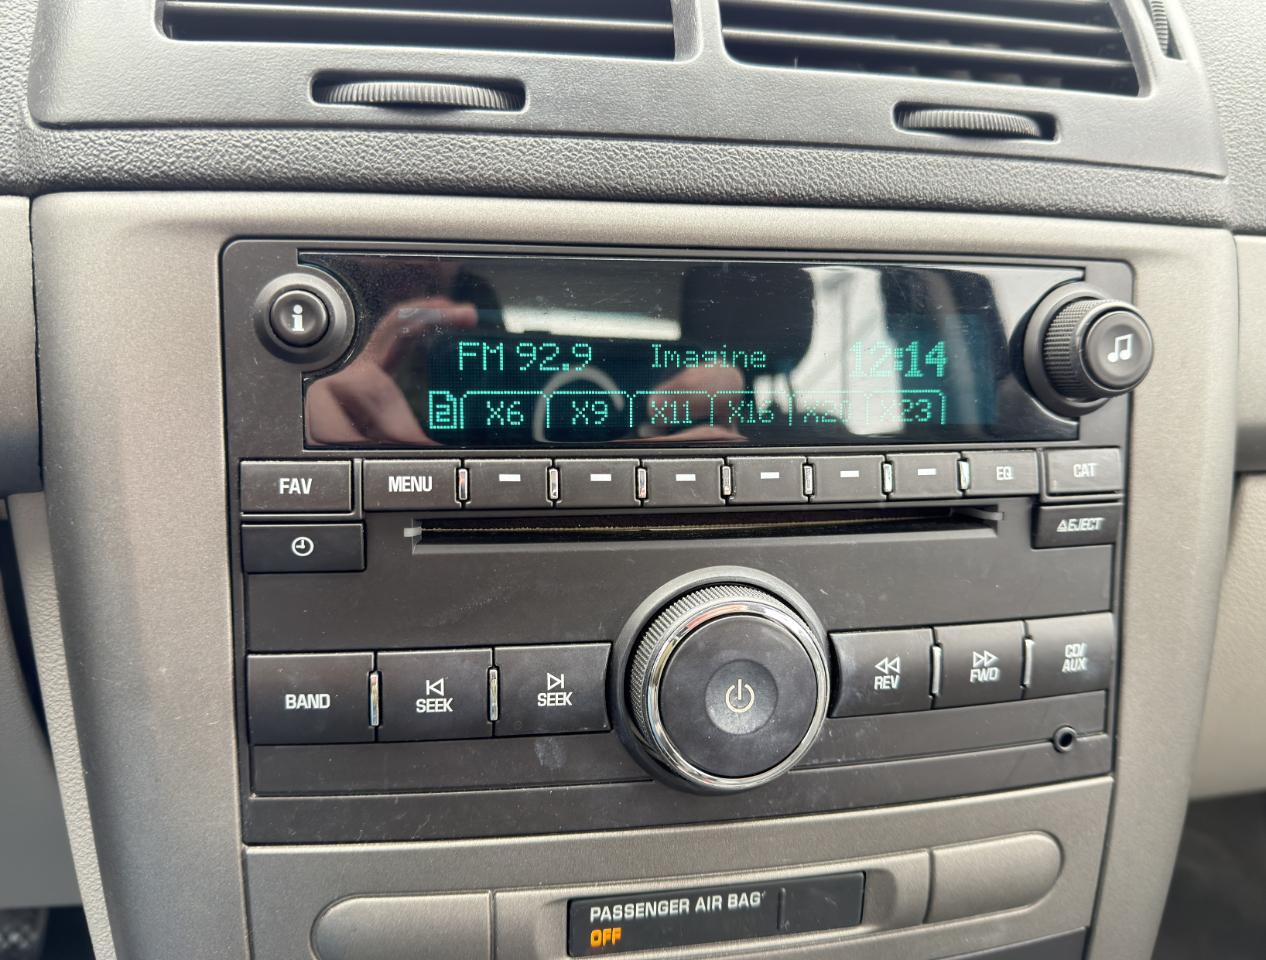 i
FM 92.9 Imagine 12:14
2 X6 X9 X11 X16 X23
FAV MENU EQ CAT
EJECT
BAND SEEK SEEK REV FWD CD/
AUX
PASSENGER AIR BAG
OFF